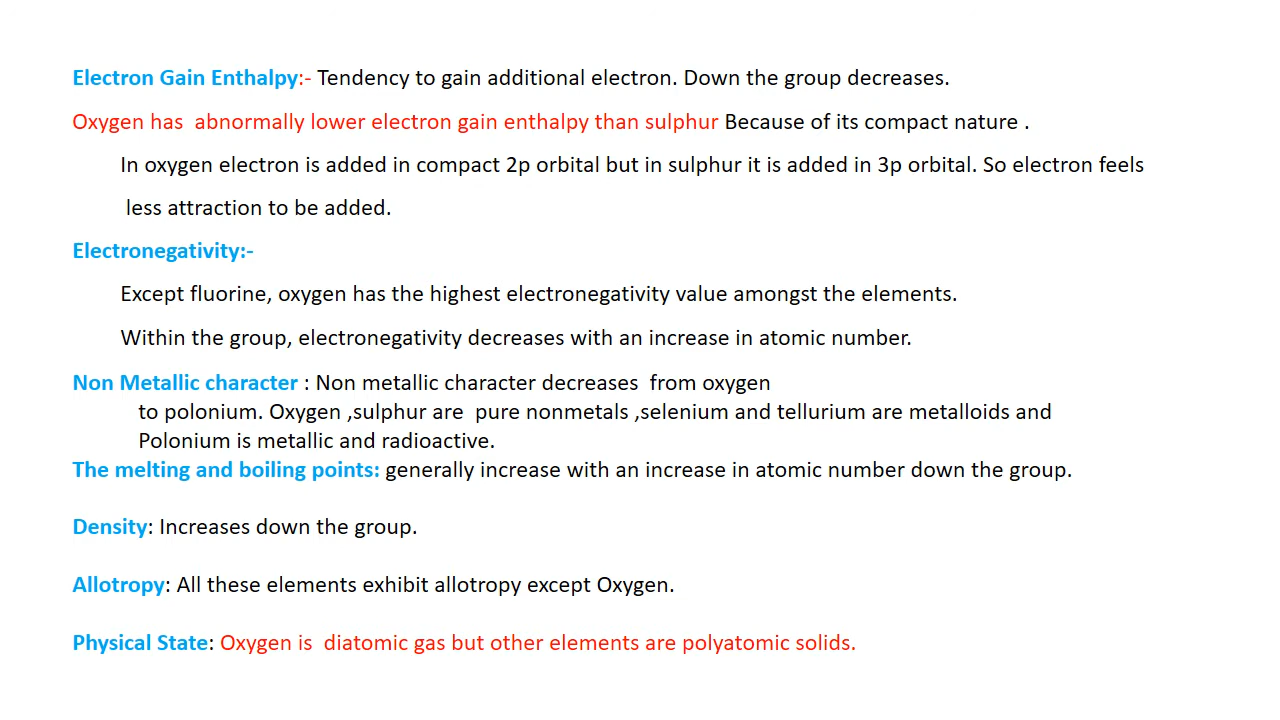 Electron Gain Enthalpy:- Tendency to gain additional electron. Down the group decreases.
Oxygen has  abnormally lower electron gain enthalpy than sulphur Because of its compact nature .
In oxygen electron is added in compact 2p orbital but in sulphur it is added in 3p orbital. So electron feels
less attraction to be added.
Electronegativity:-
Except fluorine, oxygen has the highest electronegativity value amongst the elements.
Within the group, electronegativity decreases with an increase in atomic number.
Non Metallic character : Non metallic character decreases  from oxygen
to polonium. Oxygen ,sulphur are  pure nonmetals ,selenium and tellurium are metalloids and
Polonium is metallic and radioactive.
The melting and boiling points: generally increase with an increase in atomic number down the group.
Density: Increases down the group.
Allotropy: All these elements exhibit allotropy except Oxygen.
Physical State: Oxygen is  diatomic gas but other elements are polyatomic solids.